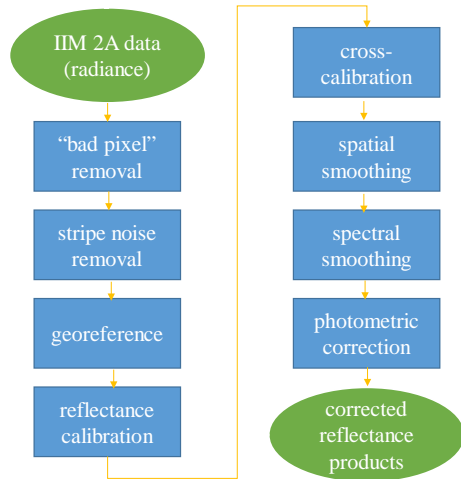 IIM 2A data
(radiance)
“bad pixel”
removal
stripe noise
removal
georeference
reflectance
calibration
cross-
calibration
spatial
smoothing
spectral
smoothing
photometric
correction
corrected
reflectance
products